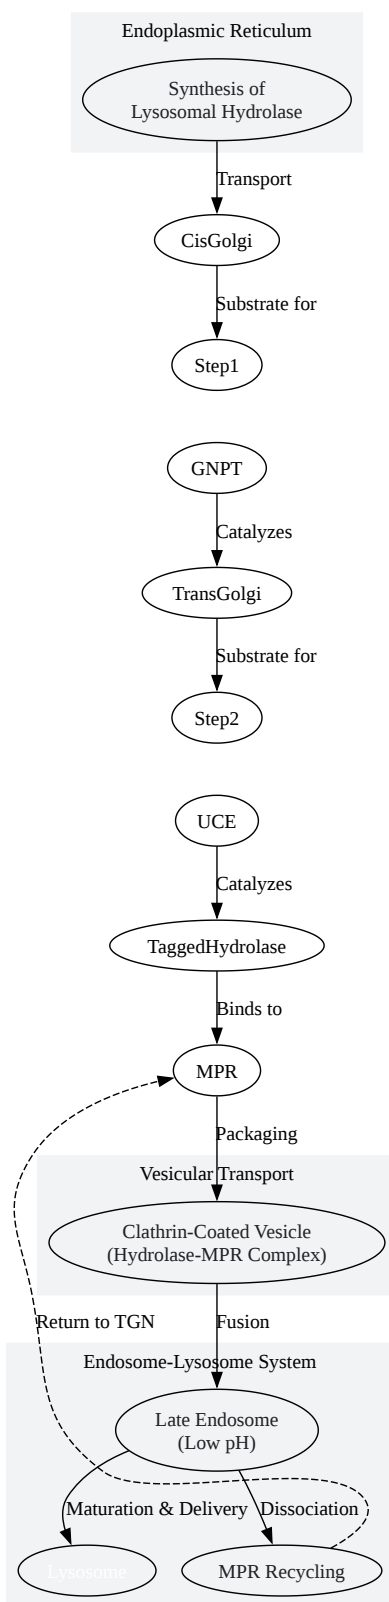 Endoplasmic Reticulum
Synthesis of
Lysosomal Hydrolase
Transport
CisGolgi
Substrate for
Step1
GNPT
Catalyzes
TransGolgi
Substrate for
Step2
UCE
Catalyzes
TaggedHydrolase
Binds to
MPR
Packaging
Vesicular Transport
Clathrin-Coated Vesicle
(Hydrolase-MPR Complex)
Return to TGN
Fusion
Endosome-Lysosome System
Late Endosome
(Low pH)
Maturation & Delivery
Dissociation
Lysosome
MPR Recycling